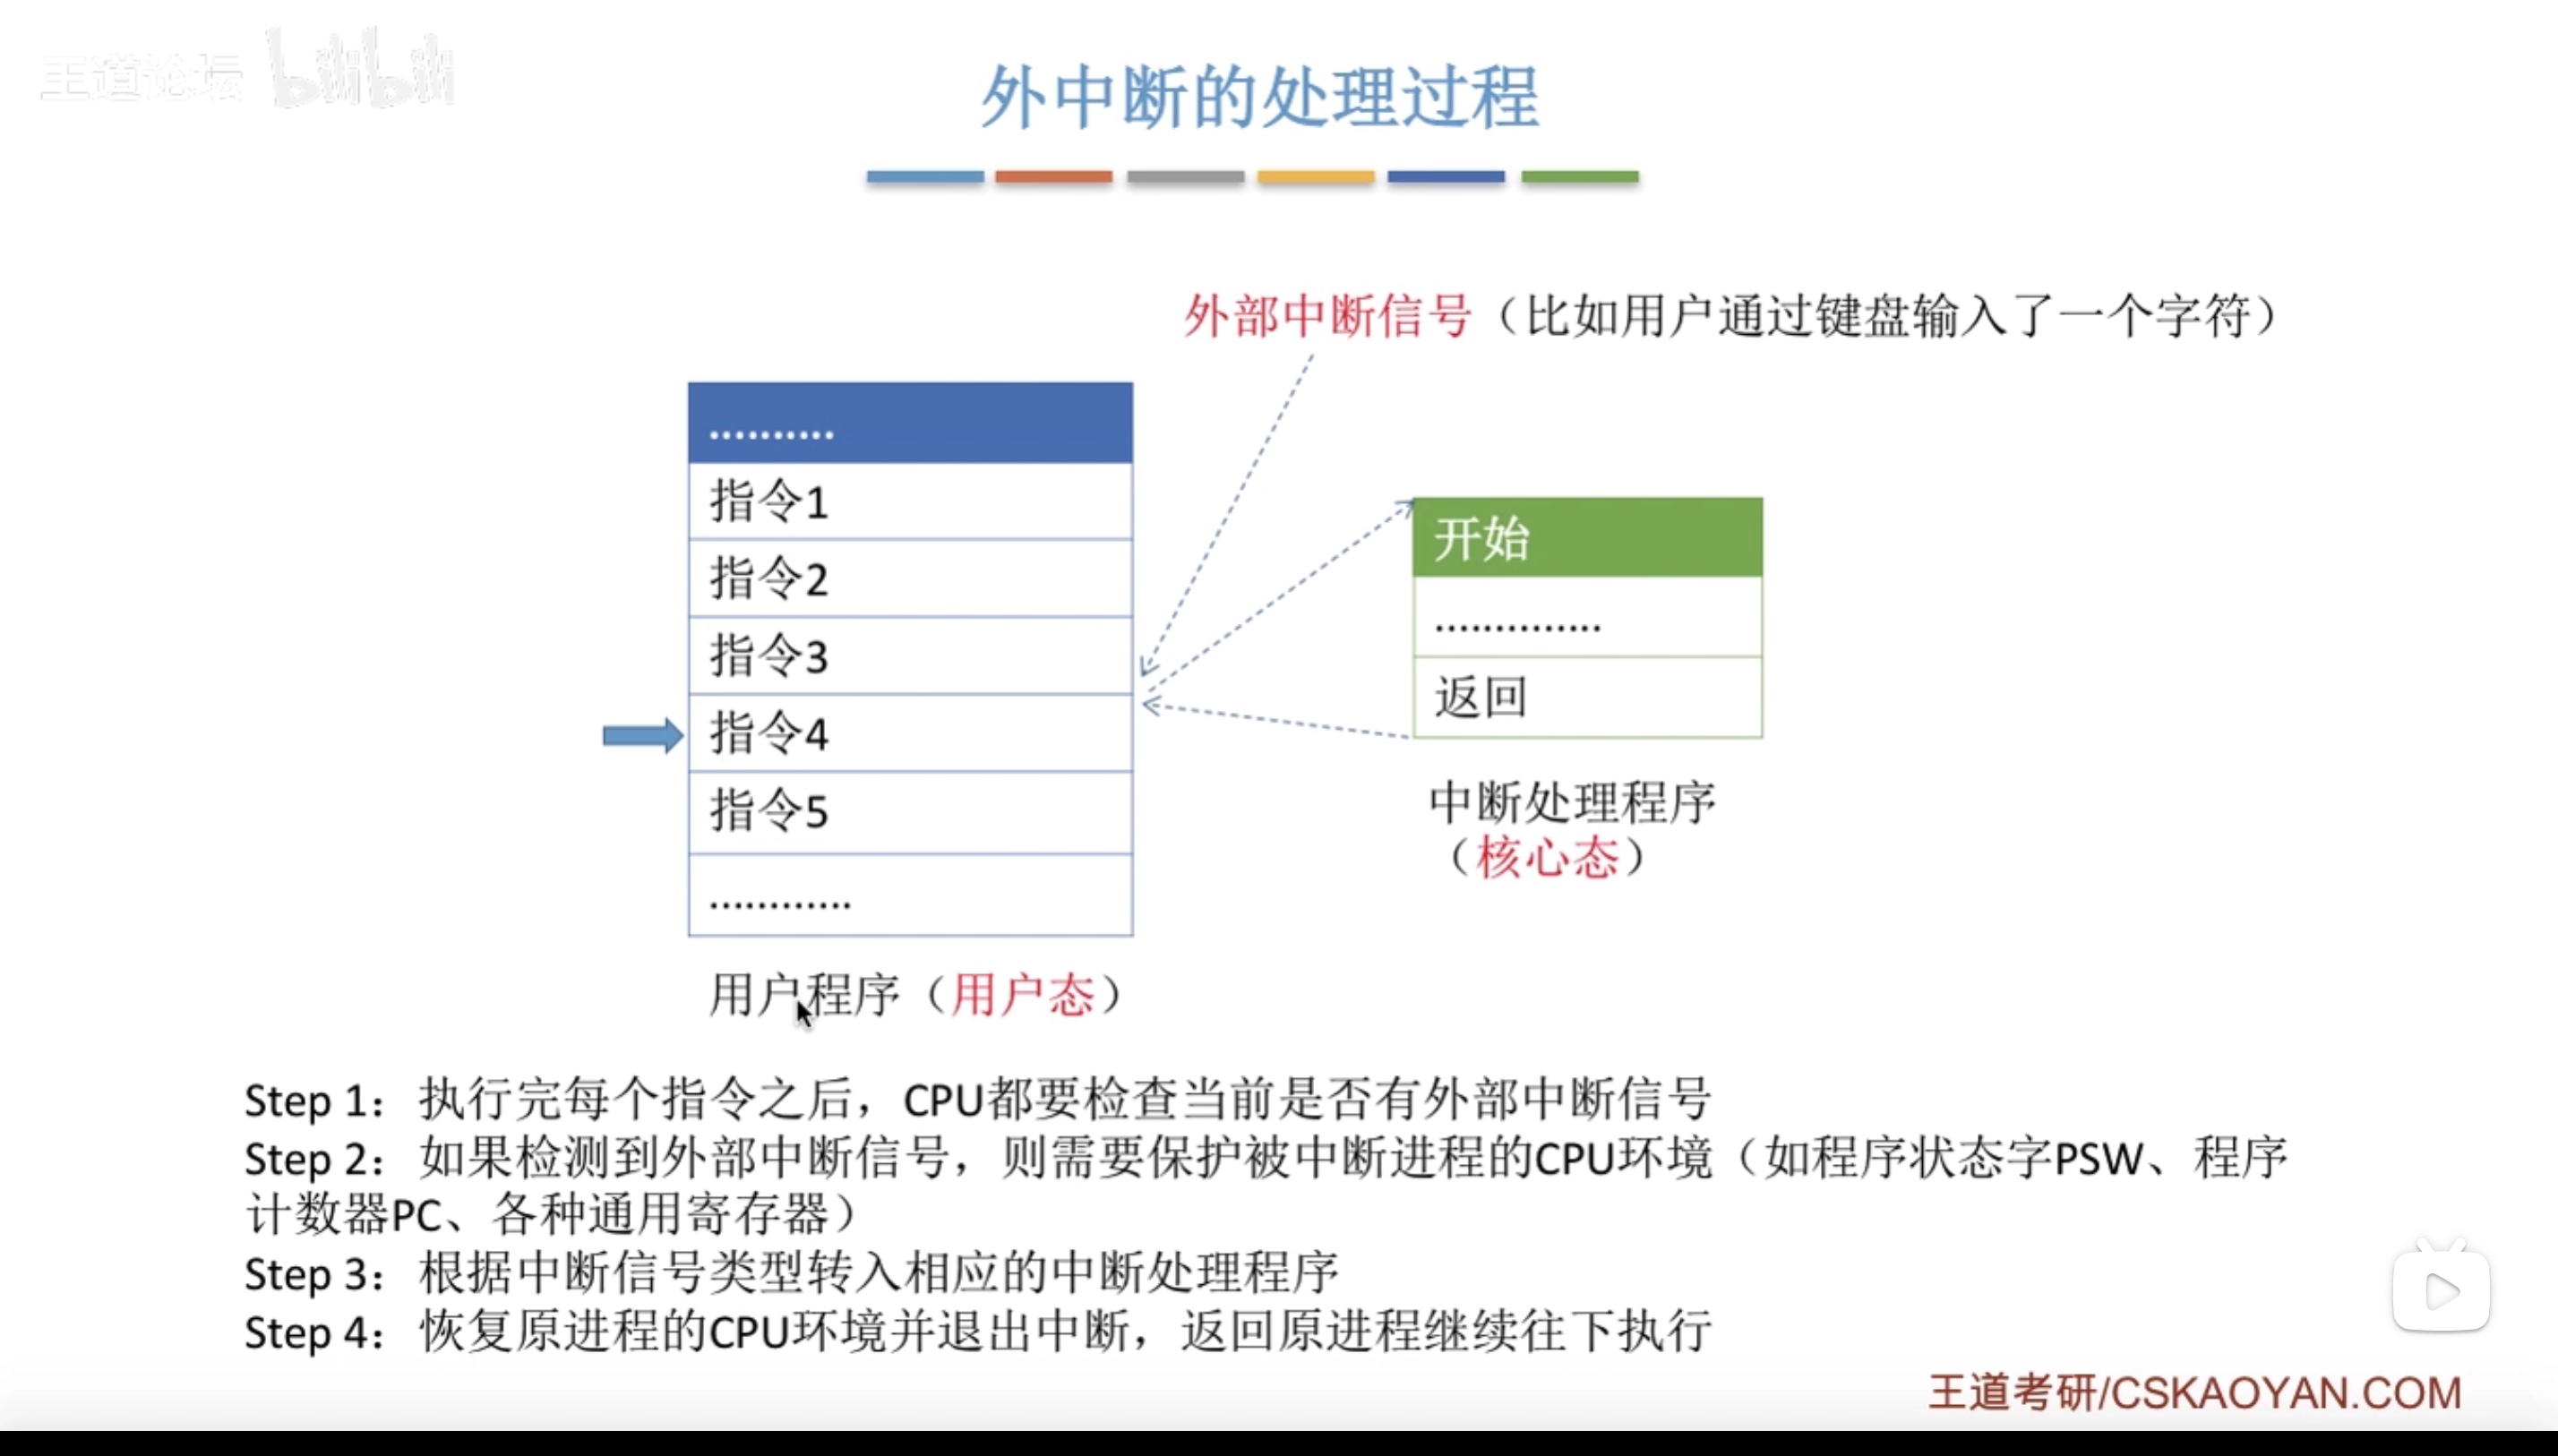 王道论坛 bilibili
外中断的处理过程
外部中断信号（比如用户通过键盘输入了一个字符）
..........
指令1
指令2
指令3
指令4
指令5
............
用户程序（用户态）
开始
..............
返回
中断处理程序
（核心态）
Step 1：执行完每个指令之后，CPU都要检查当前是否有外部中断信号
Step 2：如果检测到外部中断信号，则需要保护被中断进程的CPU环境（如程序状态字PSW、程序
计数器PC、各种通用寄存器）
Step 3：根据中断信号类型转入相应的中断处理程序
Step 4：恢复原进程的CPU环境并退出中断，返回原进程继续往下执行
王道考研/CSKAOYAN.COM